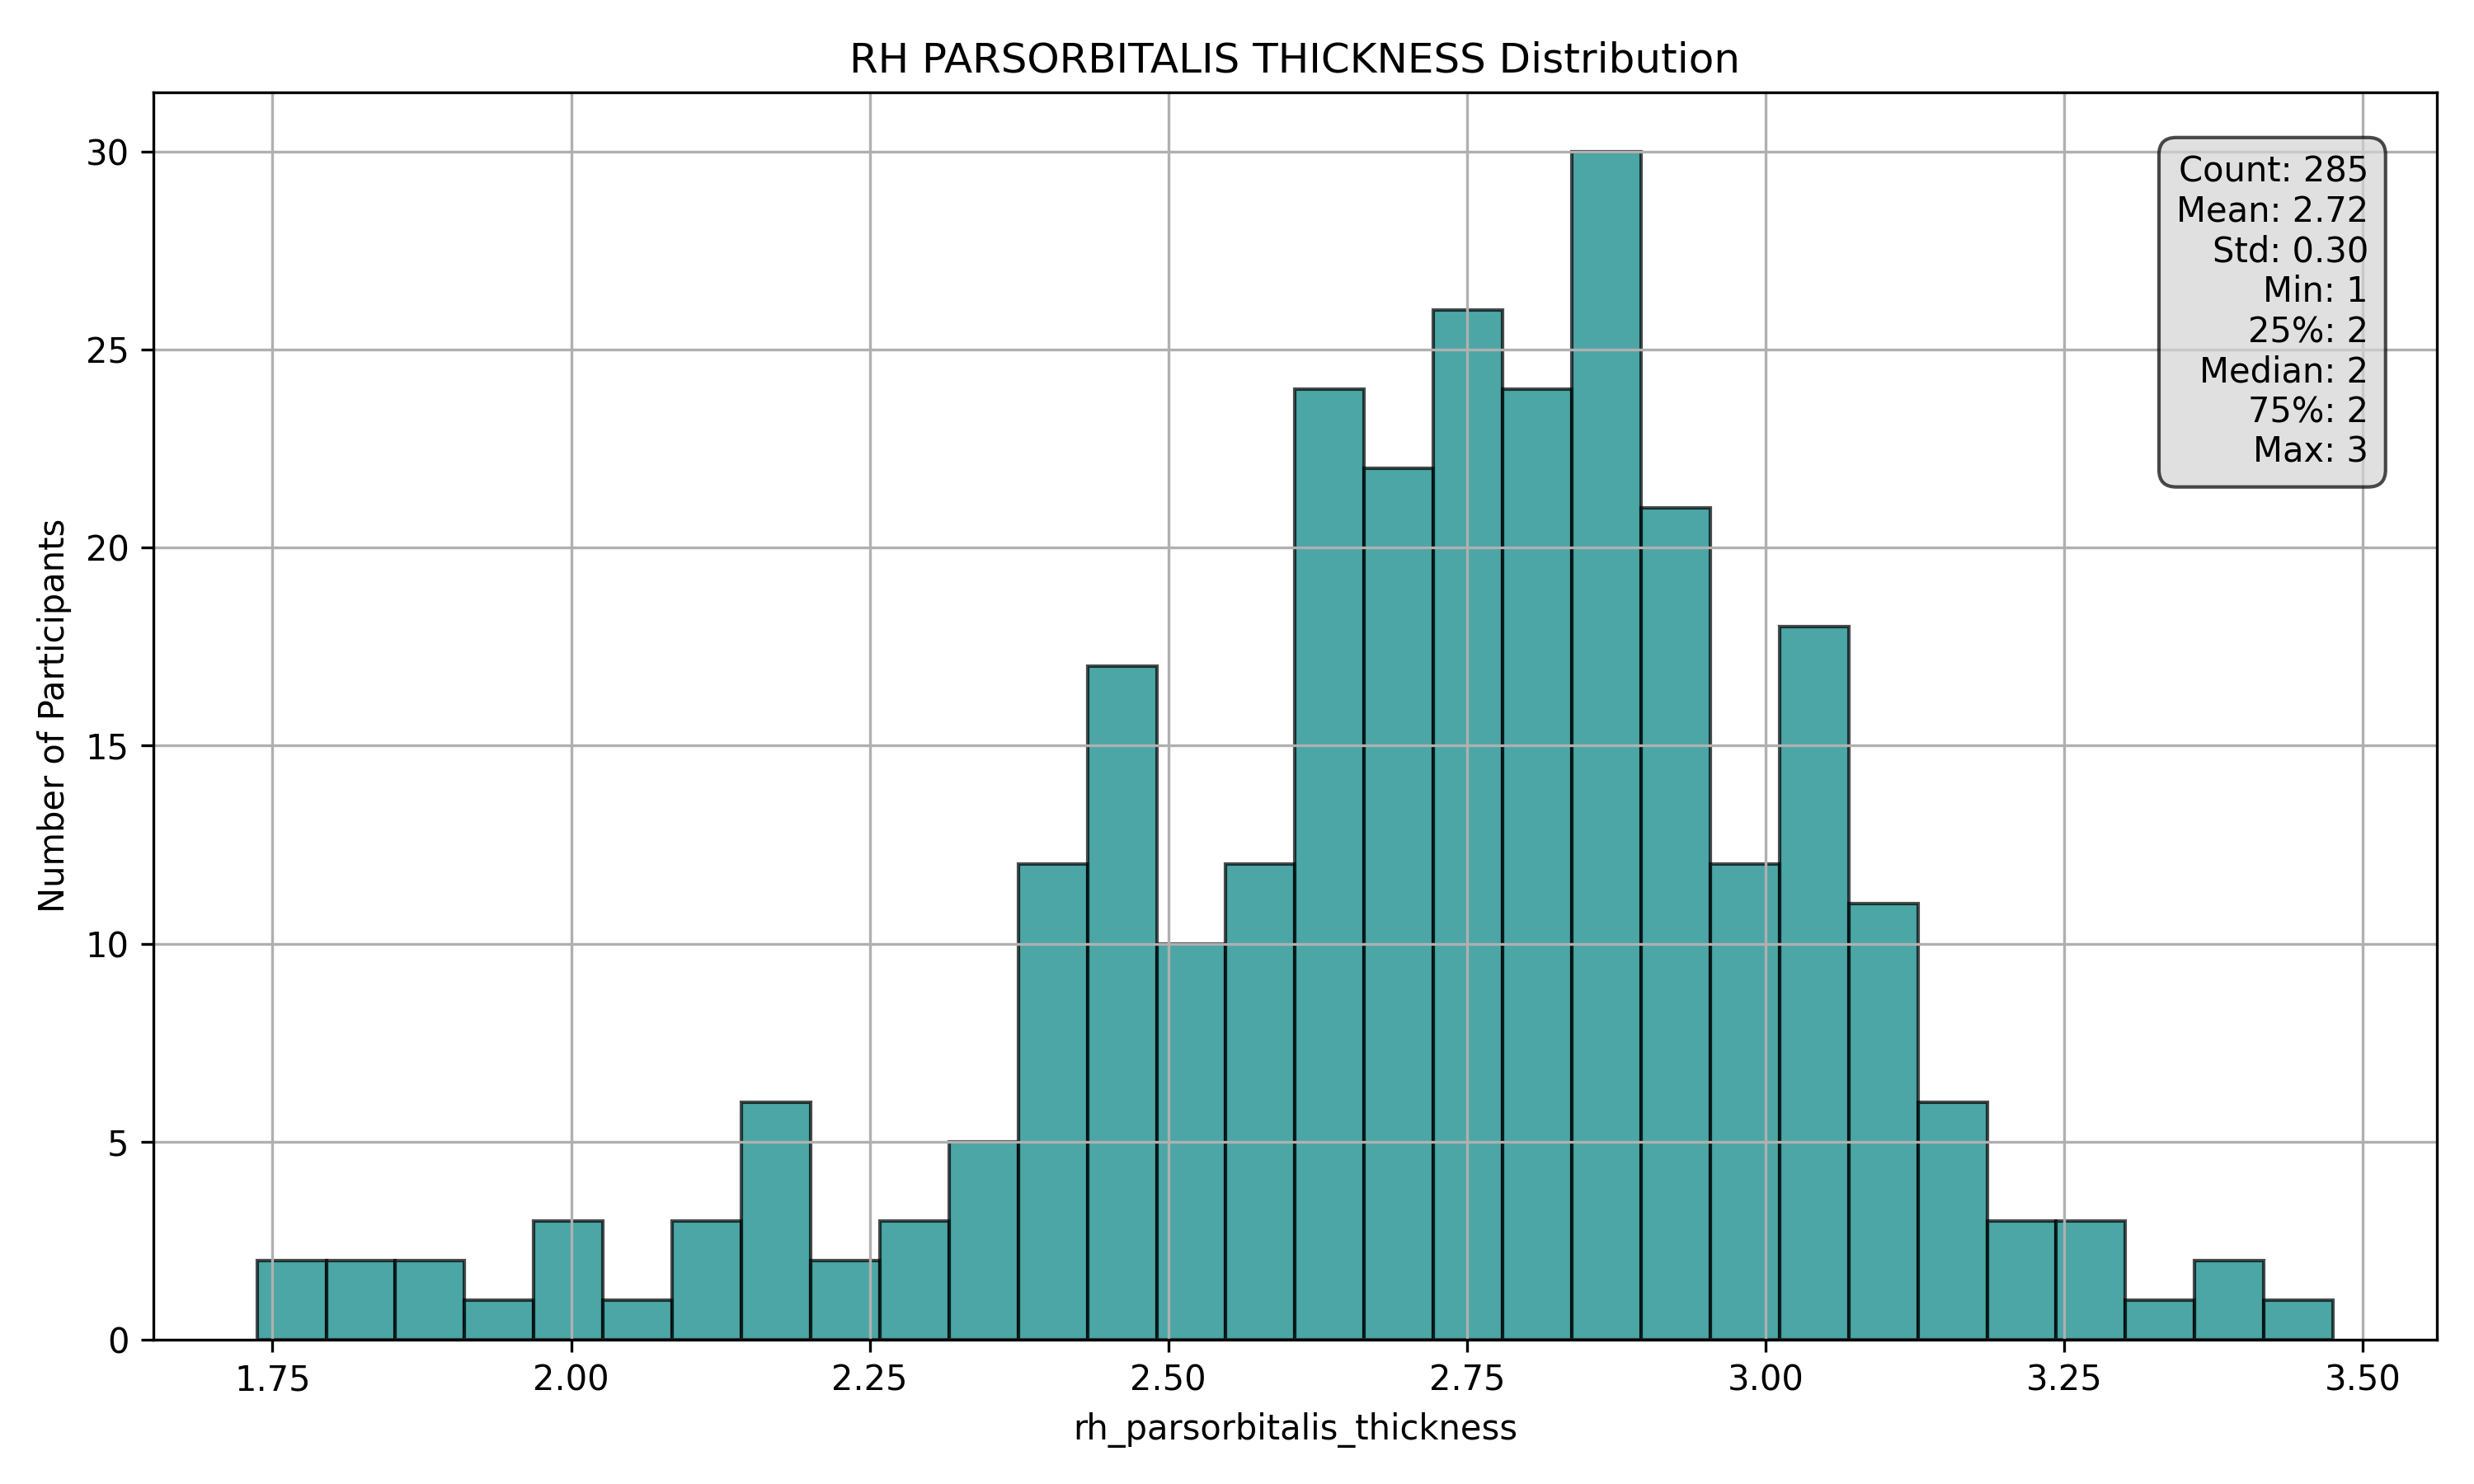 RH PARSORBITALIS THICKNESS Distribution
30
25
20
15
10
5
0
Number of Participants
Count: 285
Mean: 2.72
Std: 0.30
Min: 1
25%: 2
Median: 2
75%: 2
Max: 3
1.75 2.00 2.25 2.50 2.75 3.00 3.25 3.50
rh_parsorbitalis_thickness